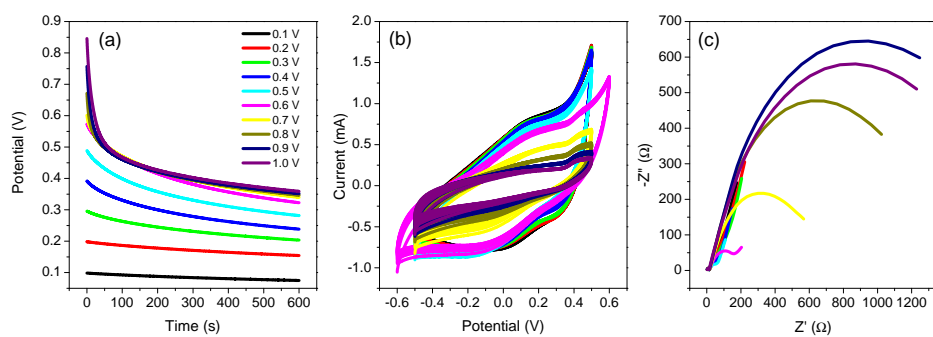 (a)
0.9
0.8
0.7
0.6
0.5
0.4
0.3
0.2
0.1
Potential (V)
0 100 200 300 400 500 600
Time (s)
0.1 V
0.2 V
0.3 V
0.4 V
0.5 V
0.6 V
0.7 V
0.8 V
0.9 V
1.0 V
(b)
2.0
1.5
1.0
0.5
0.0
-0.5
-1.0
Current (mA)
-0.6 -0.4 -0.2 0.0 0.2 0.4 0.6
Potential (V)
(c)
700
600
500
400
300
200
100
0
-Z'' (Ω)
0 200 400 600 800 1000 1200
Z' (Ω)